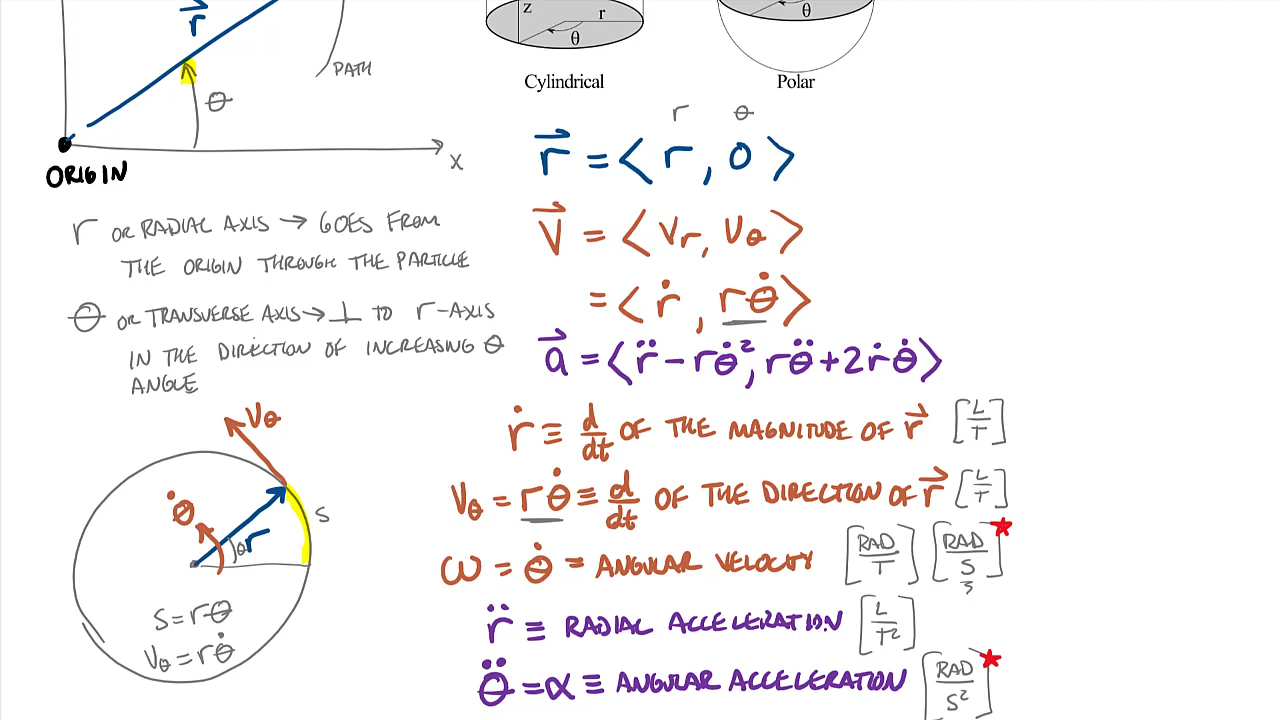 r⃗
PATH
θ
X
ORIGIN
z
r
θ
Cylindrical
θ
Polar
r θ
r⃗ = <r, 0>
V⃗ = <Vr, Vθ>
= <ṙ, rθ̇>
a⃗ = <r̈ - rθ̇², rθ̈ + 2ṙθ̇>
r OR RADIAL AXIS → GOES FROM
THE ORIGIN THROUGH THE PARTICLE
θ OR TRANSVERSE AXIS → ⊥ TO r-AXIS
IN THE DIRECTION OF INCREASING θ
ANGLE
Vθ
θ̇
θ
r
S
S = rθ
Vθ = rθ̇
ṙ ≡ d/dt OF THE MAGNITUDE OF r⃗ [L/T]
Vθ = rθ̇ ≡ d/dt OF THE DIRECTION OF r⃗ [L/T]
ω = θ̇ = ANGULAR VELOCITY [RAD/T] [RAD/S]
r̈ ≡ RADIAL ACCELERATION [L/T²]
θ̈ = α ≡ ANGULAR ACCELERATION [RAD/S²]